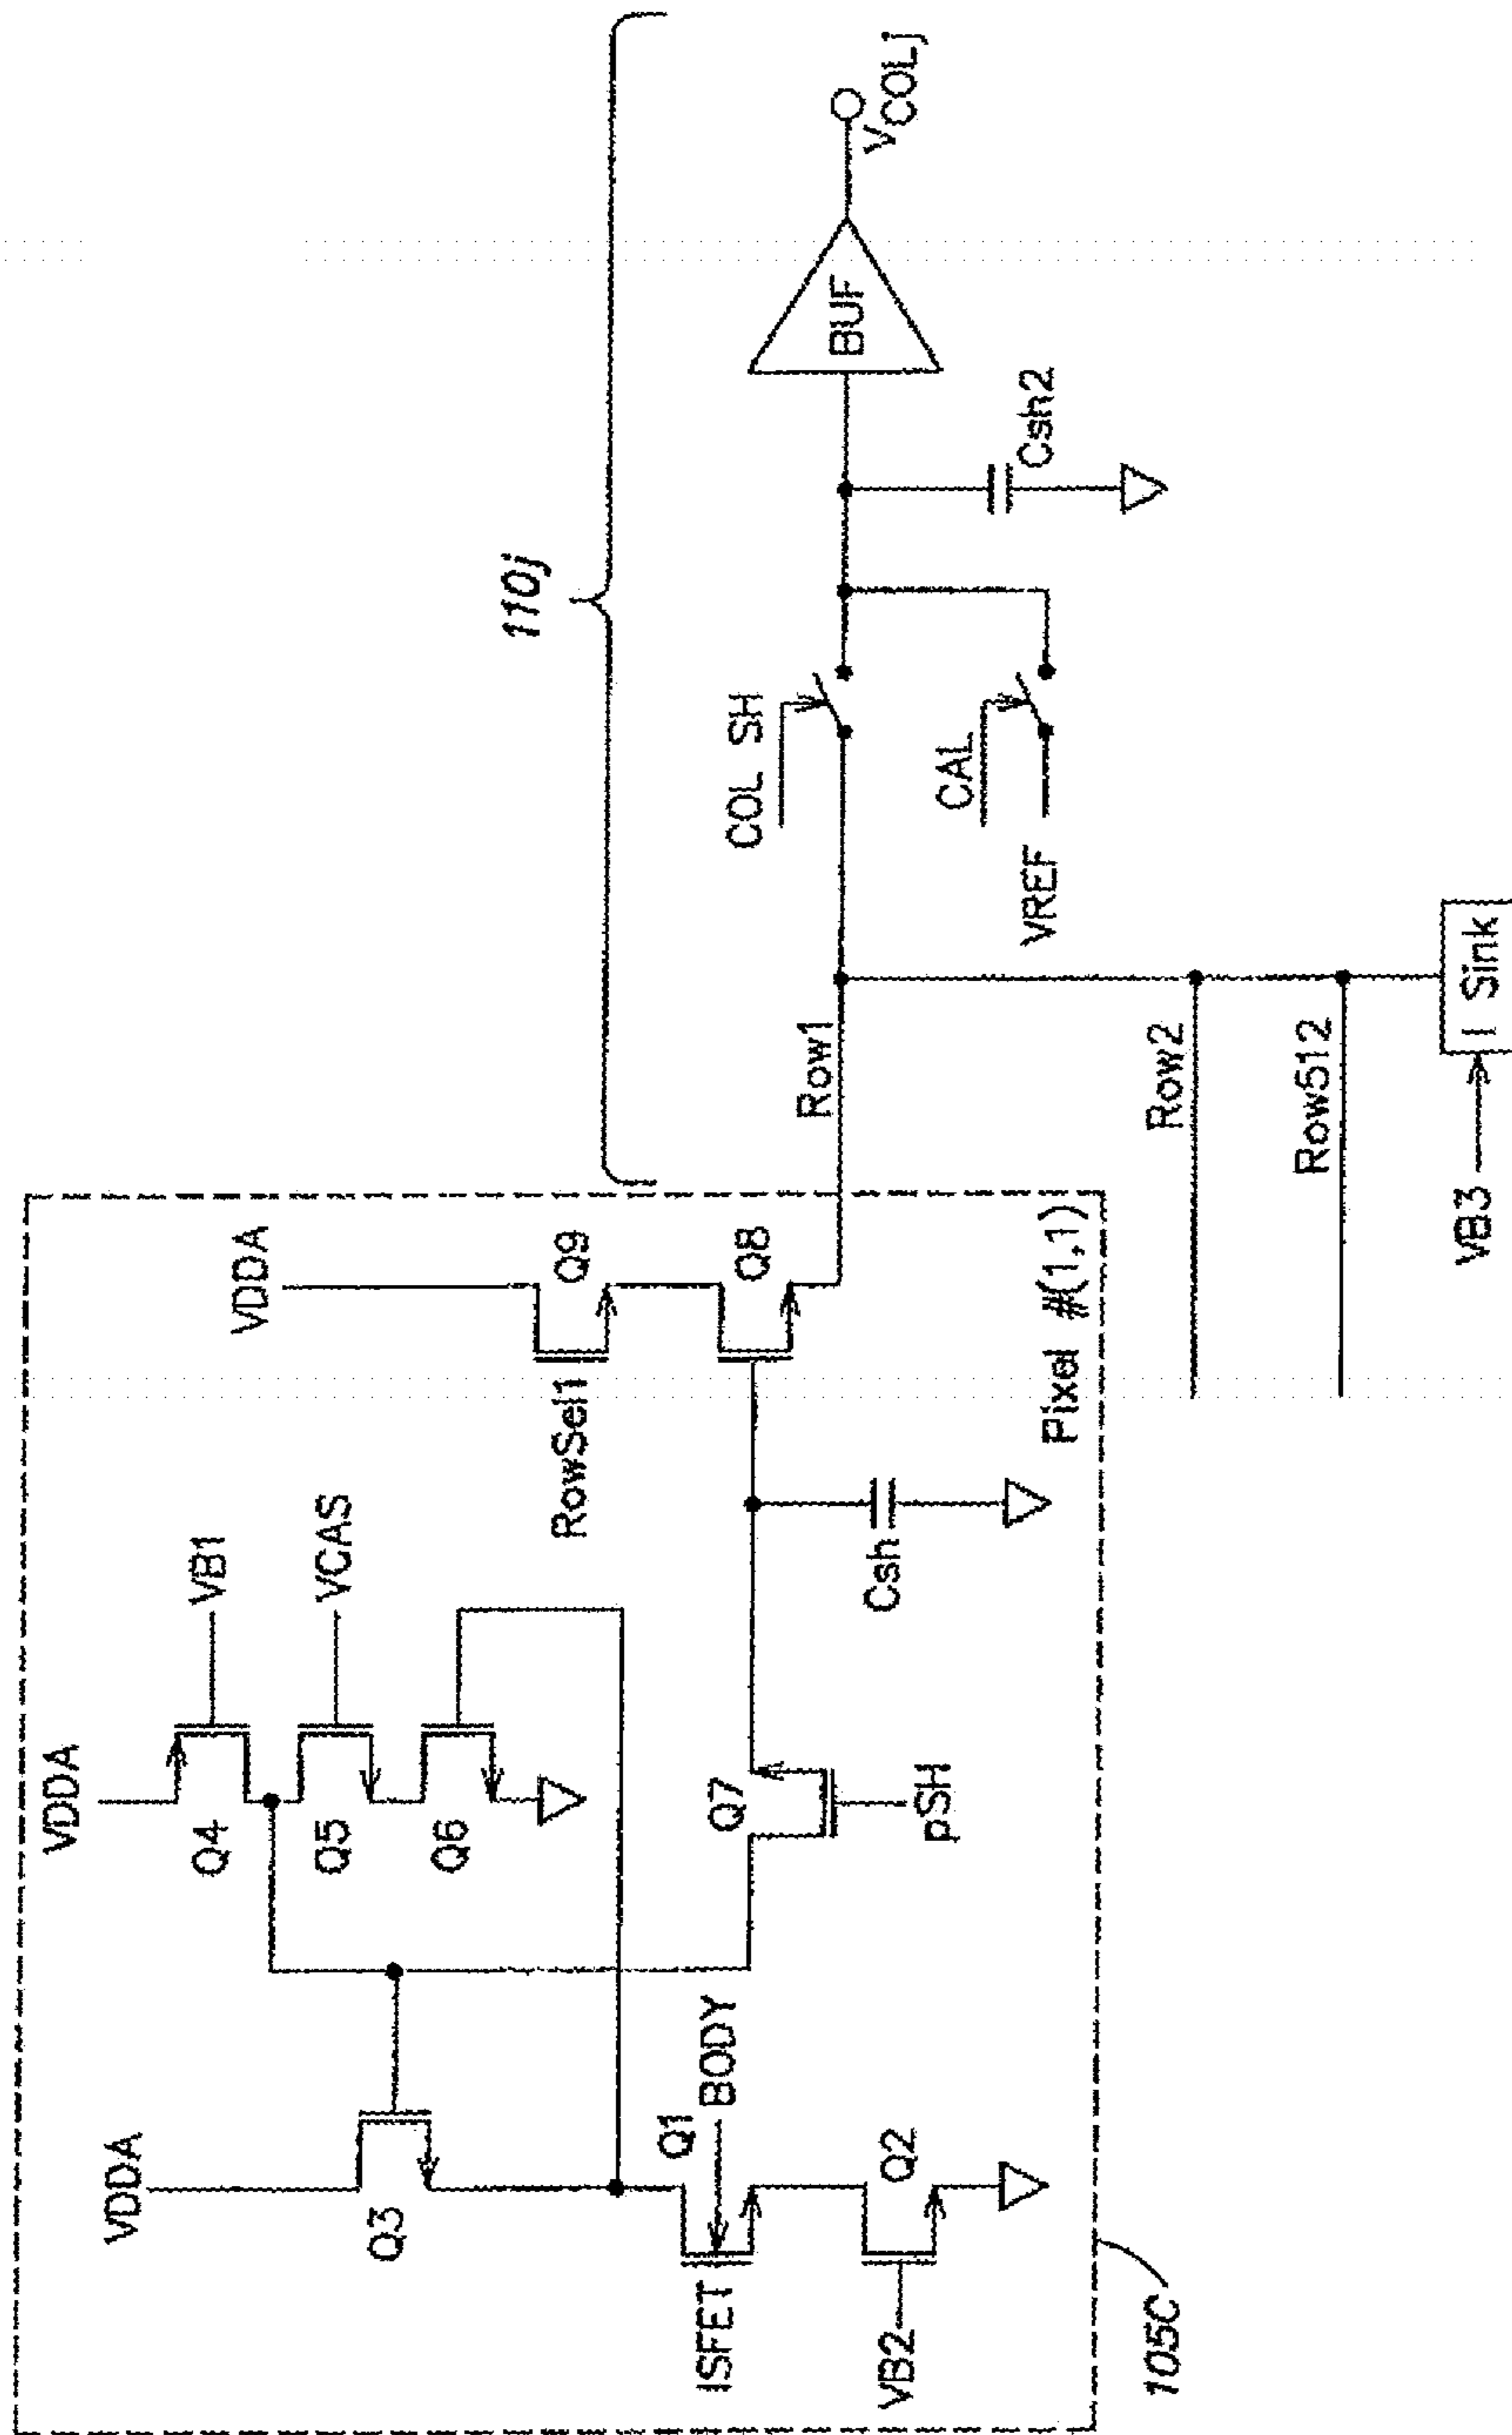 110j
VDDA
VDDA
VB1
VDDA
Q4
VCAS
Q3
Q5
Q9
Q6
RowSel1
Q8
COL SH
BUF
VCOLj
Q1
ISFET
BODY
Q7
Row1
Csh
pSH
CAL
VREF
Csh2
VB2
Q2
Pixel #(1,1)
105C
Row2
Row512
VB3
I Sink